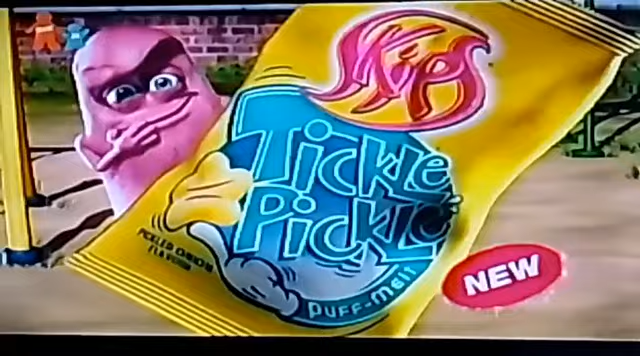 SKips
Tickle
Pickle
PICKLED ONION
FLAVOUR
PUFF-melt
NEW